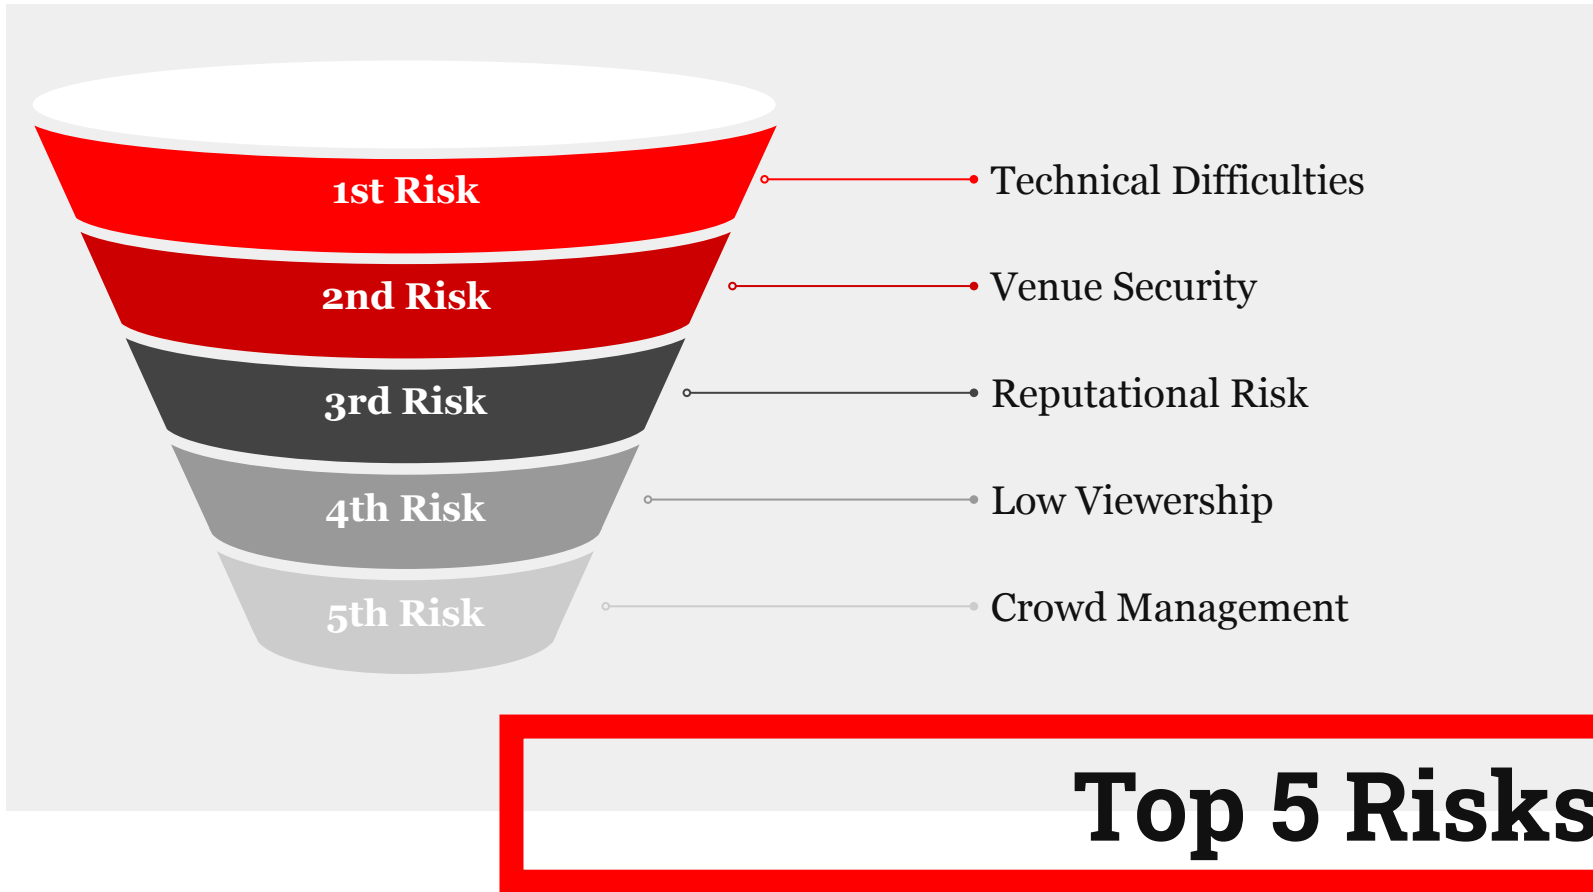 1st Risk
Technical Difficulties
2nd Risk
Venue Security
3rd Risk
Reputational Risk
4th Risk
Low Viewership
5th Risk
Crowd Management
Top 5 Risks